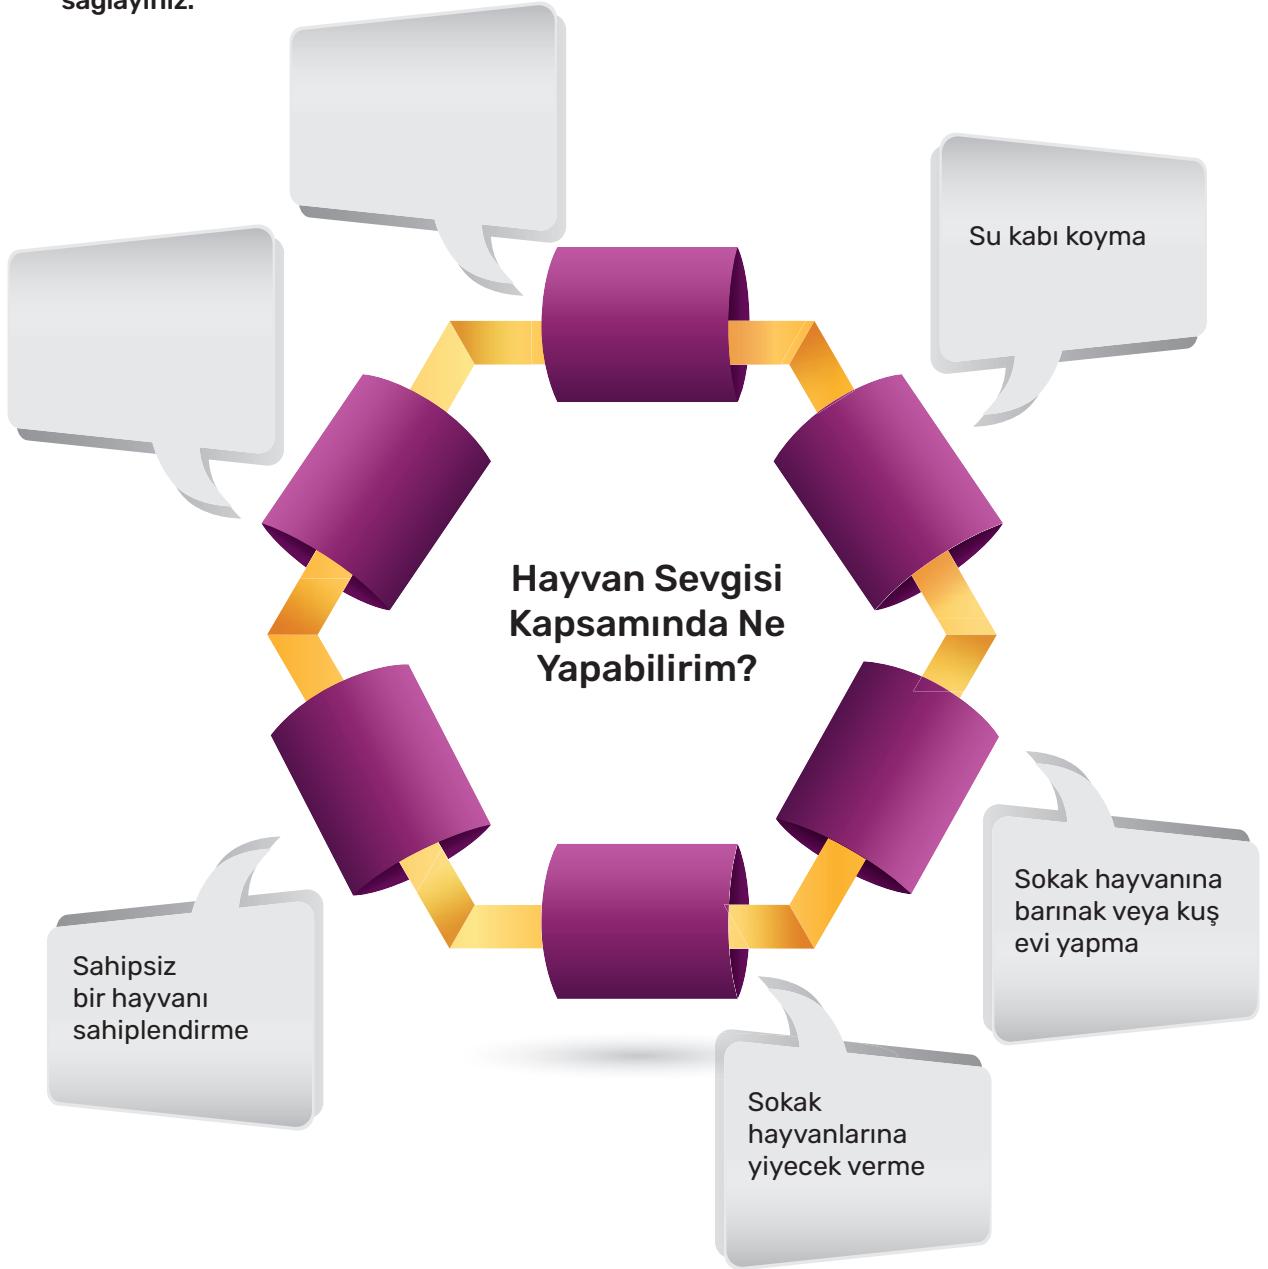 sağlayınız.
Su kabı koyma
Hayvan Sevgisi
Kapsamında Ne
Yapabilirim?
Sokak hayvanına
barınak veya kuş
evi yapma
Sahipsiz
bir hayvanı
sahiplendirme
Sokak
hayvanlarına
yiyecek verme